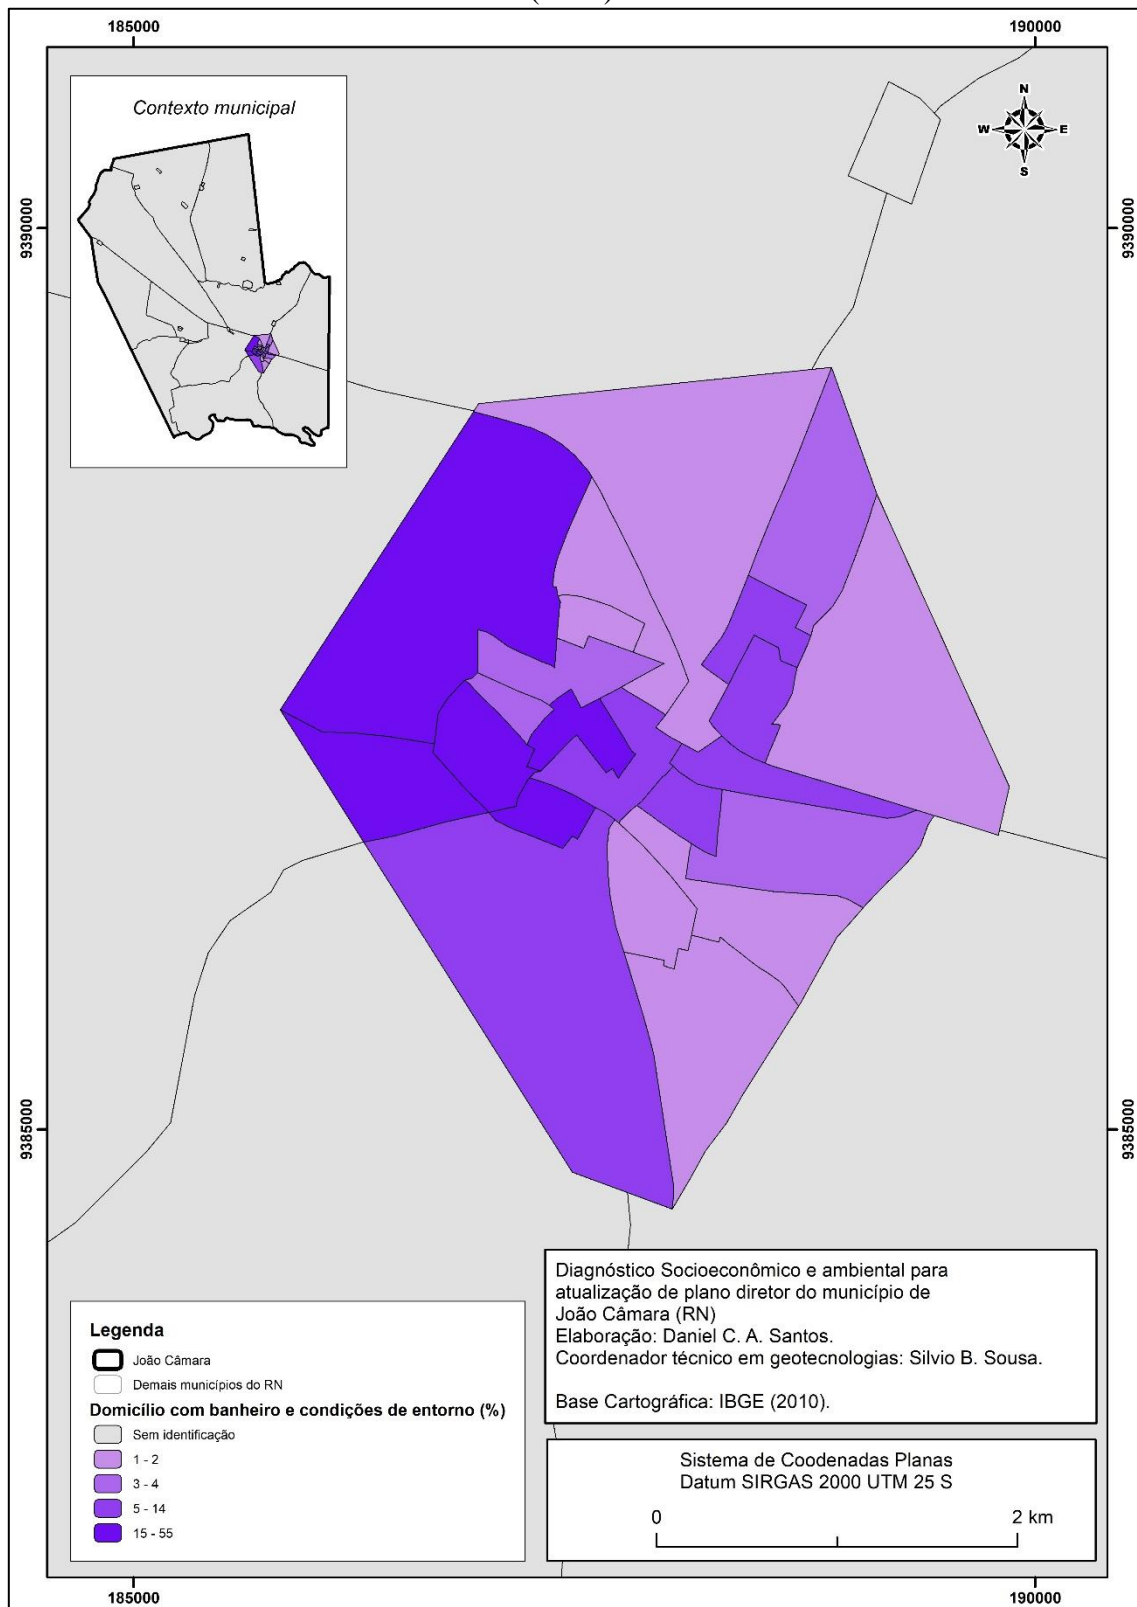 185000
190000
Contexto municipal
N
W
E
S
9390000
9390000
9385000
9385000
Diagnóstico Socioeconômico e ambiental para
atualização de plano diretor do município de
João Câmara (RN)
Elaboração: Daniel C. A. Santos.
Coordenador técnico em geotecnologias: Silvio B. Sousa.
Base Cartográfica: IBGE (2010).
Legenda
João Câmara
Demais municípios do RN
Domicílio com banheiro e condições de entorno (%)
Sem identificação
1 - 2
3 - 4
5 - 14
15 - 55
Sistema de Coodenadas Planas
Datum SIRGAS 2000 UTM 25 S
0
2 km
185000
190000